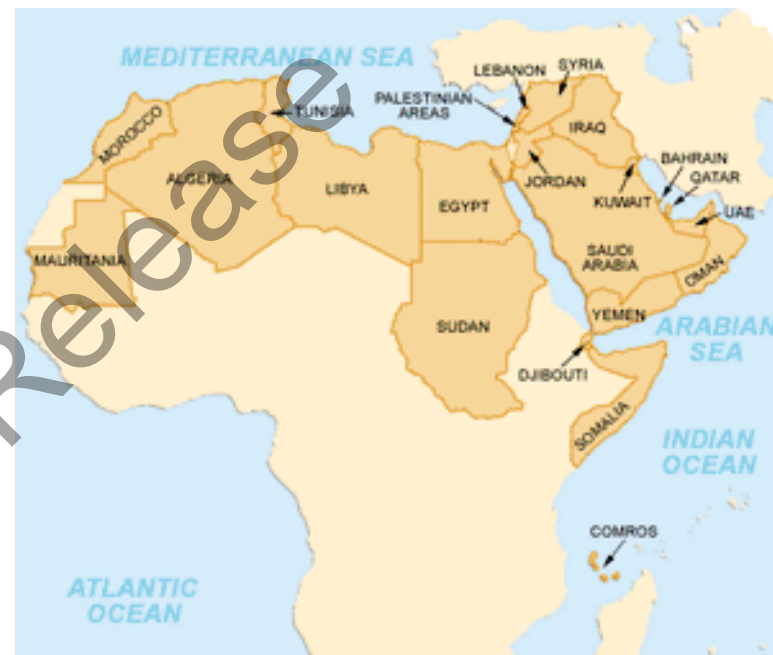 MEDITERRANEAN SEA
LEBANON
SYRIA
PALESTINIAN
AREAS
TUNISIA
MOROCCO
IRAQ
ALGERIA
LIBYA
EGYPT
JORDAN
KUWAIT
BAHRAIN
QATAR
UAE
MAURITANIA
SAUDI
ARABIA
OMAN
SUDAN
YEMEN
ARABIAN
SEA
DJIBOUTI
SOMALIA
INDIAN
OCEAN
COMROS
ATLANTIC
OCEAN
Release